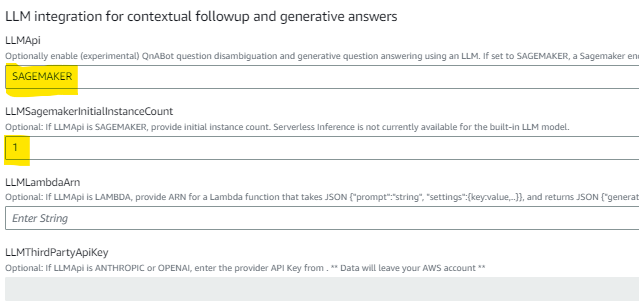 LLM integration for contextual followup and generative answers
LLMApi
Optionally enable (experimental) QnABot question disambiguation and generative question answering using an LLM. If set to SAGEMAKER, a Sagemaker
SAGEMAKER
LLMSagemakerInitialInstanceCount
Optional: If LLMApi is SAGEMAKER, provide initial instance count. Serverless Inference is not currently available for the built-in LLM model.
1
LLMLambdaArn
Optional: If LLMApi is LAMBDA, provide ARN for a Lambda function that takes JSON {"prompt":"string", "settings":{key:value,..}}, and returns JSON
Enter String
LLMThirdPartyApiKey
Optional: If LLMApi is ANTHROPIC or OPENAI, enter the provider API Key from . ** Data will leave your AWS account **